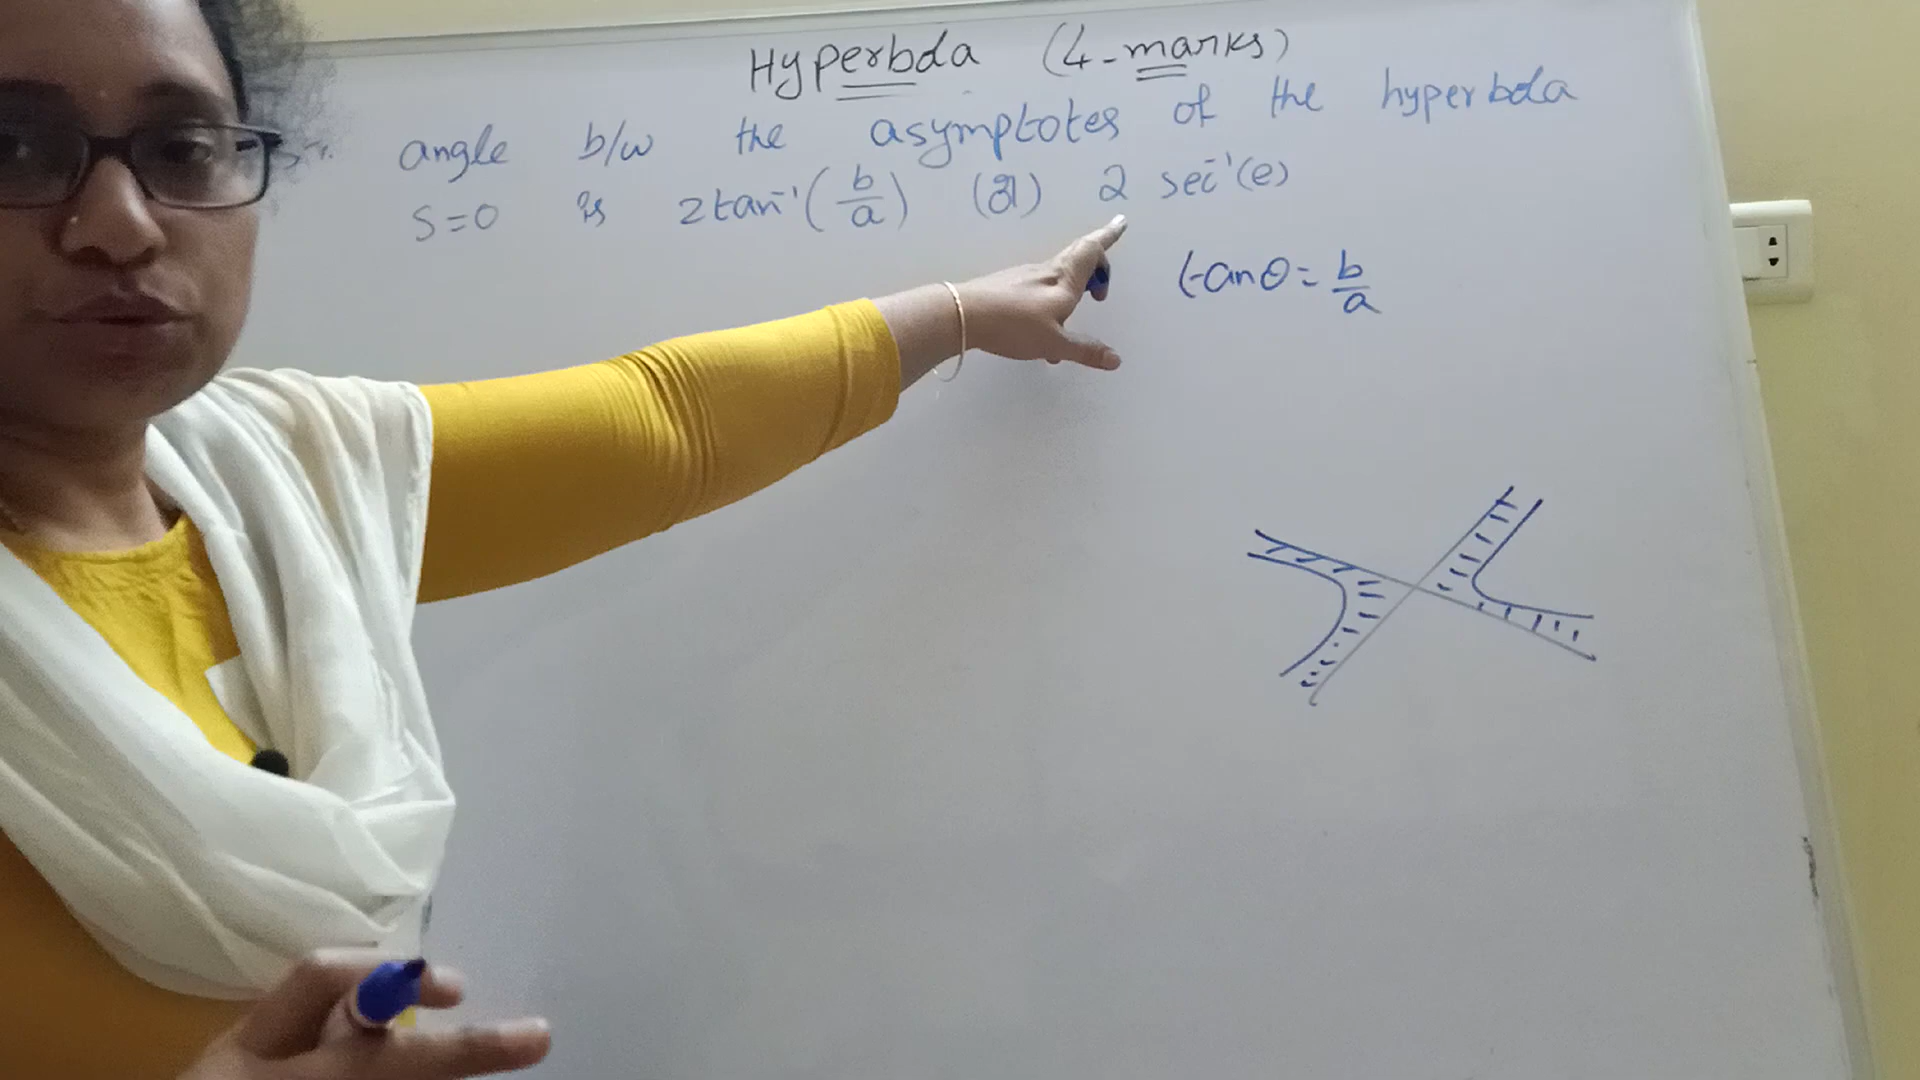 Hyperbola (4-marks)
S.T. angle b/w the asymptotes of the hyperbola
S=0 is 2tan⁻¹(b/a) (or) 2 sec⁻¹(e)
tanθ = b/a